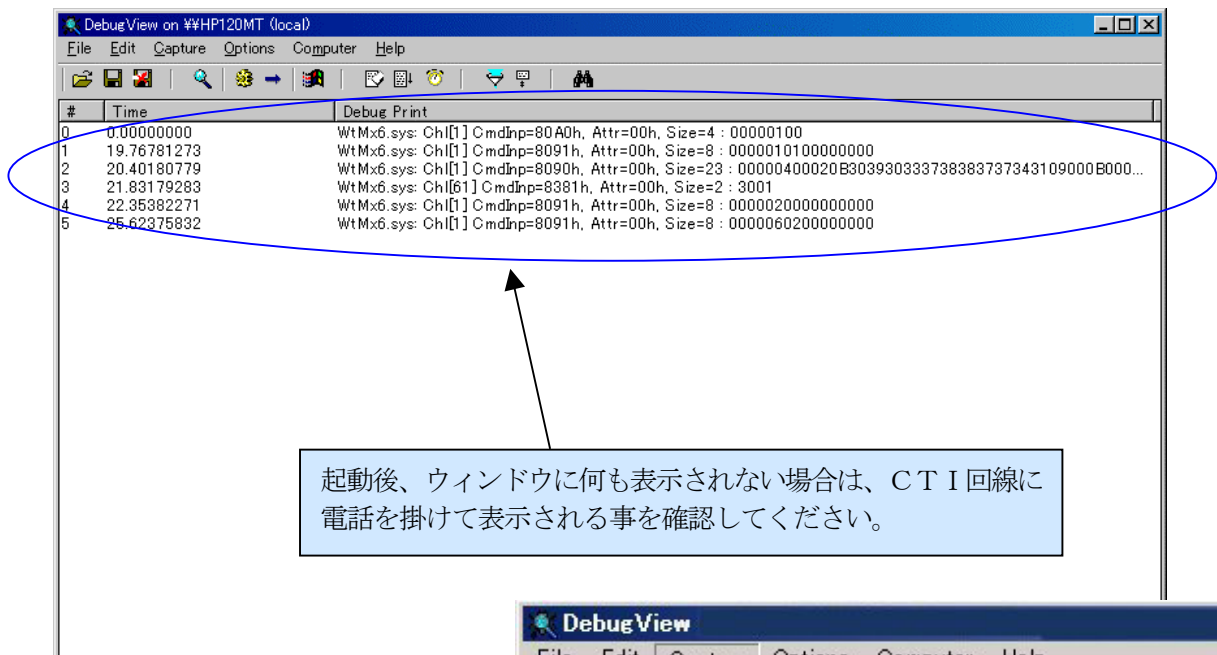 DebugView on ¥¥HP120MT (local)
File Edit Capture Options Computer Help
# Time Debug Print
0 0.00000000 WtMx6.sys: Chl[1] CmdInp=80A0h, Attr=00h, Size=4 : 00000100
1 19.76781273 WtMx6.sys: Chl[1] CmdInp=8091h, Attr=00h, Size=8 : 0000010100000000
2 20.40180779 WtMx6.sys: Chl[1] CmdInp=8090h, Attr=00h, Size=23 : 00000400020B303930333738383737343109000B000...
3 21.83179283 WtMx6.sys: Chl[61] CmdInp=8381h, Attr=00h, Size=2 : 3001
4 22.35382271 WtMx6.sys: Chl[1] CmdInp=8091h, Attr=00h, Size=8 : 0000020000000000
5 25.62375832 WtMx6.sys: Chl[1] CmdInp=8091h, Attr=00h, Size=8 : 0000060200000000
起動後、ウィンドウに何も表示されない場合は、ＣＴＩ回線に
電話を掛けて表示される事を確認してください。
DebugView
File Edit Capture Options Computer Help